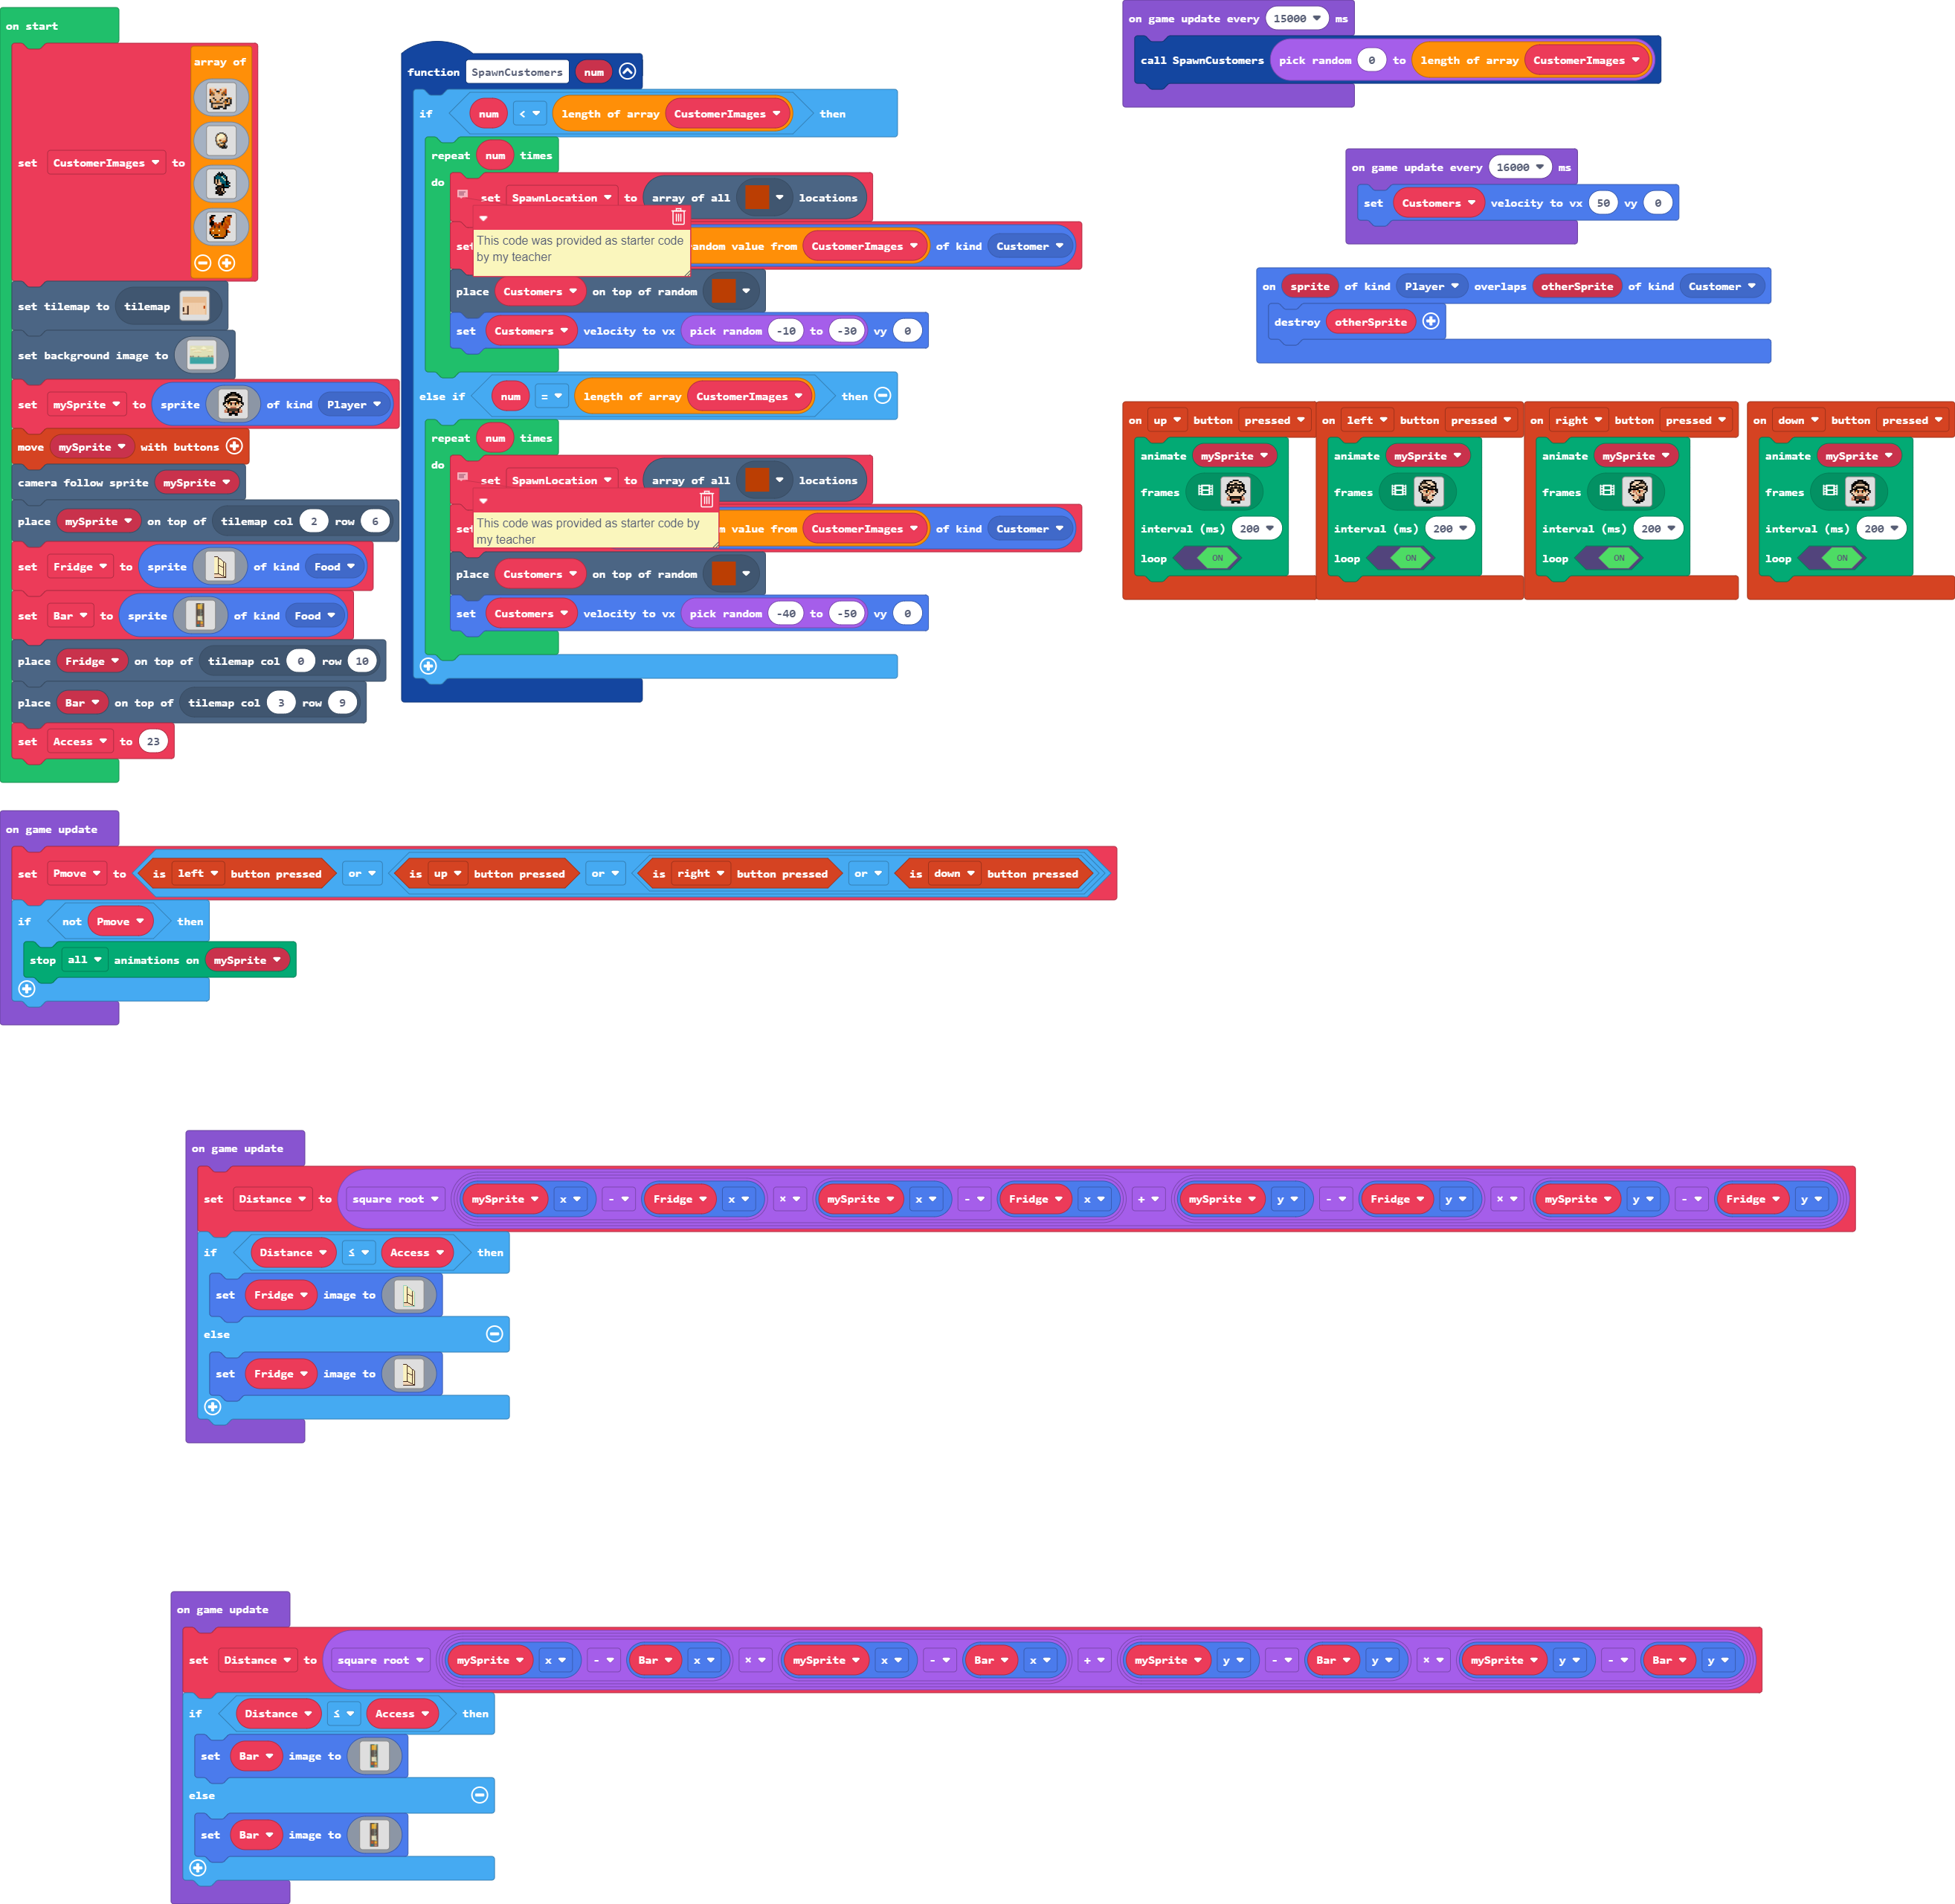 on start
array of
set CustomerImages to
set tilemap to tilemap
set background image to
set mySprite to sprite of kind Player
move mySprite with buttons
camera follow sprite mySprite
place mySprite on top of tilemap col 2 row 6
set Fridge to sprite of kind Food
set Bar to sprite of kind Food
place Fridge on top of tilemap col 0 row 10
place Bar on top of tilemap col 3 row 9
set Access to 23
function SpawnCustomers num
if num < length of array CustomerImages then
repeat num times
do
set SpawnLocation to array of all locations
This code was provided as starter code
by my teacher
value from CustomerImages of kind Customer
place Customers on top of random
set Customers velocity to vx pick random -10 to -30 vy 0
else if num = length of array CustomerImages then
repeat num times
do
set SpawnLocation to array of all locations
This code was provided as starter code by
my teacher
value from CustomerImages of kind Customer
place Customers on top of random
set Customers velocity to vx pick random -40 to -50 vy 0
on game update every 15000 ms
call SpawnCustomers pick random 0 to length of array CustomerImages
on game update every 16000 ms
set Customers velocity to vx 50 vy 0
on sprite of kind Player overlaps otherSprite of kind Customer
destroy otherSprite
on up button pressed
animate mySprite
frames
interval (ms) 200
loop ON
on left button pressed
animate mySprite
frames
interval (ms) 200
loop ON
on right button pressed
animate mySprite
frames
interval (ms) 200
loop ON
on down button pressed
animate mySprite
frames
interval (ms) 200
loop ON
on game update
set Pmove to is left button pressed or is up button pressed or is right button pressed or is down button pressed
if not Pmove then
stop all animations on mySprite
on game update
set Distance to square root mySprite x - Fridge x × mySprite x - Fridge x + mySprite y - Fridge y × mySprite y - Fridge y
if Distance ≤ Access then
set Fridge image to
else
set Fridge image to
on game update
set Distance to square root mySprite x - Bar x × mySprite x - Bar x + mySprite y - Bar y × mySprite y - Bar y
if Distance ≤ Access then
set Bar image to
else
set Bar image to